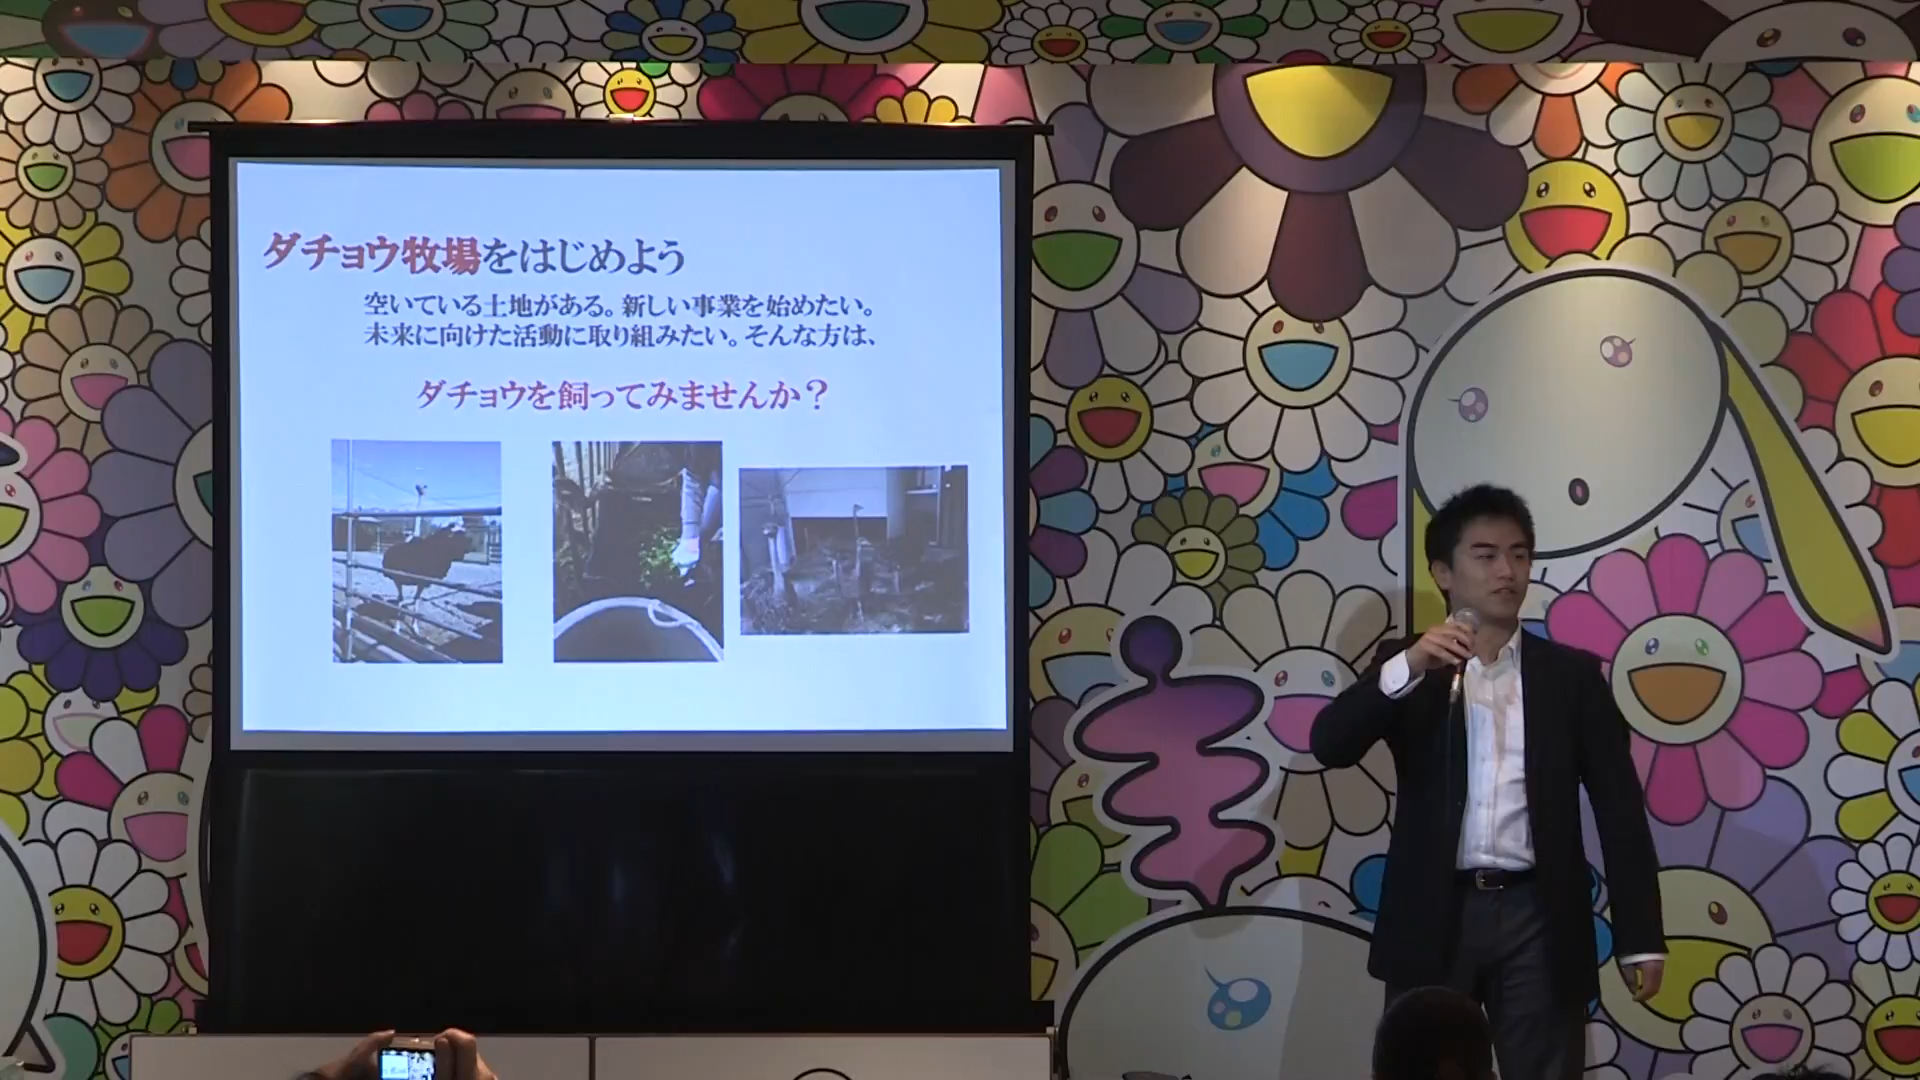 ダチョウ牧場をはじめよう
空いている土地がある。新しい事業を始めたい。
未来に向けた活動に取り組みたい。そんな方は、
ダチョウを飼ってみませんか？